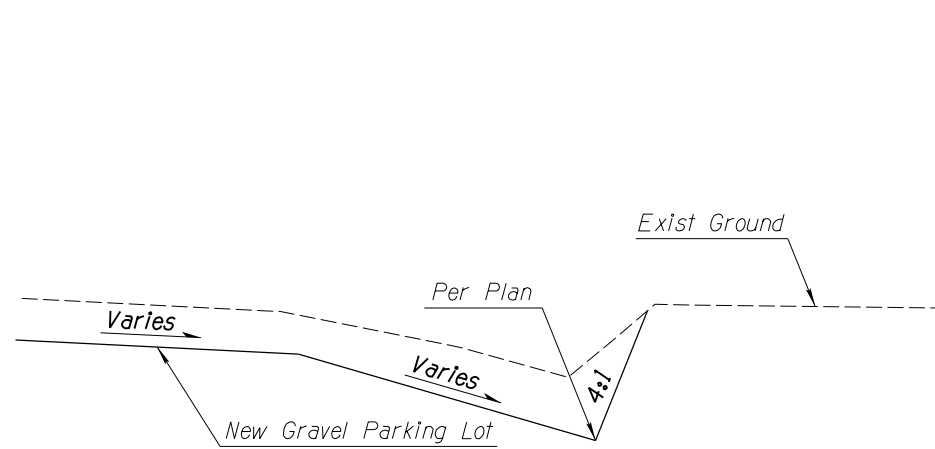 Exist Ground
Per Plan
Varies
Varies
4:1
New Gravel Parking Lot